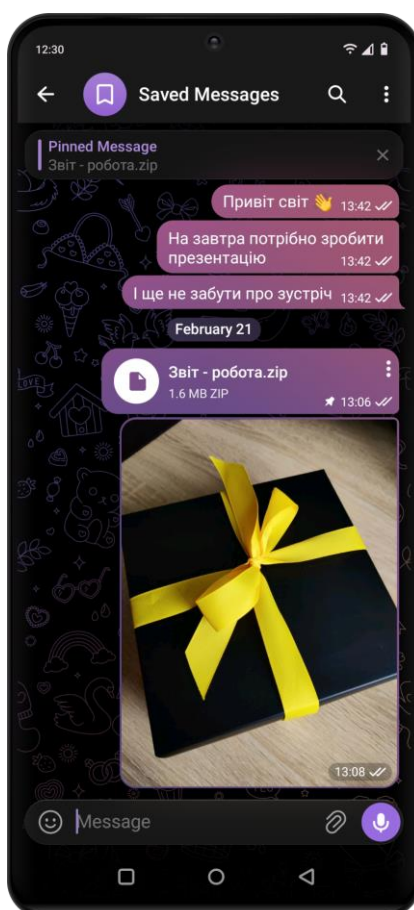 12:30
Saved Messages
Pinned Message
Звіт - робота.zip
Привіт світ 👋 13:42
На завтра потрібно зробити
презентацію 13:42
І ще не забути про зустріч 13:42
February 21
Звіт - робота.zip
1.6 MB ZIP 13:06
13:08
Message